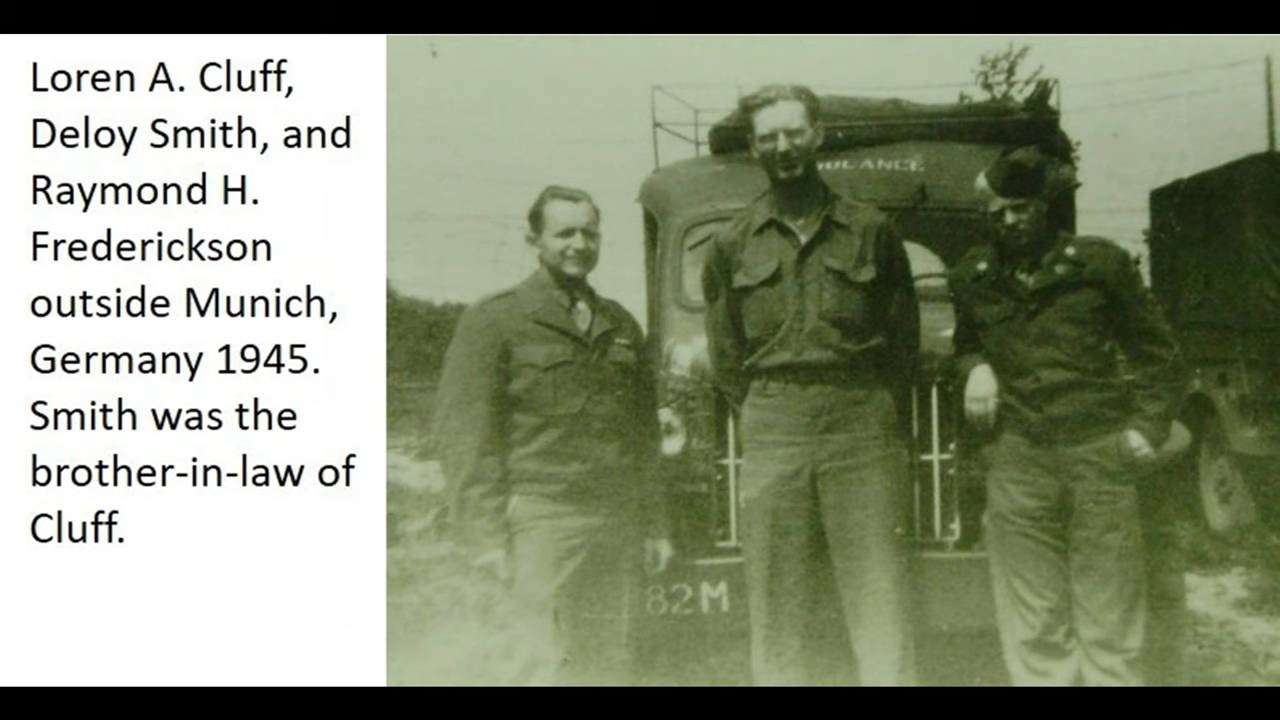 Loren A. Cluff,
Deloy Smith, and
Raymond H.
Frederickson
outside Munich,
Germany 1945.
Smith was the
brother-in-law of
Cluff.
82M